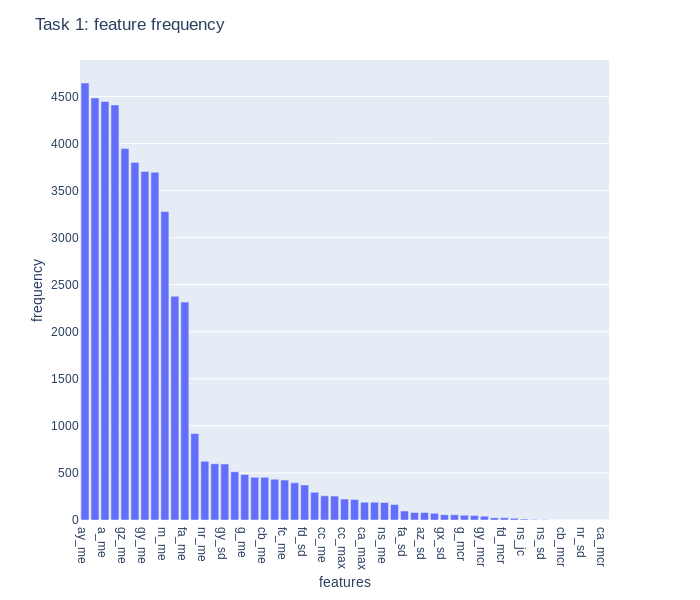 Task 1: feature frequency
4500
4000
3500
3000
2500
2000
1500
1000
500
0
frequency
ay_me
a_me
gz_me
gy_me
m_me
fa_me
nr_me
gy_sd
g_me
cb_me
fc_me
fd_sd
cc_me
cc_max
ca_max
ns_me
fa_sd
az_sd
gx_sd
g_mcr
gy_mcr
fd_mcr
ns_jc
ns_sd
cb_mcr
nr_sd
ca_mcr
features